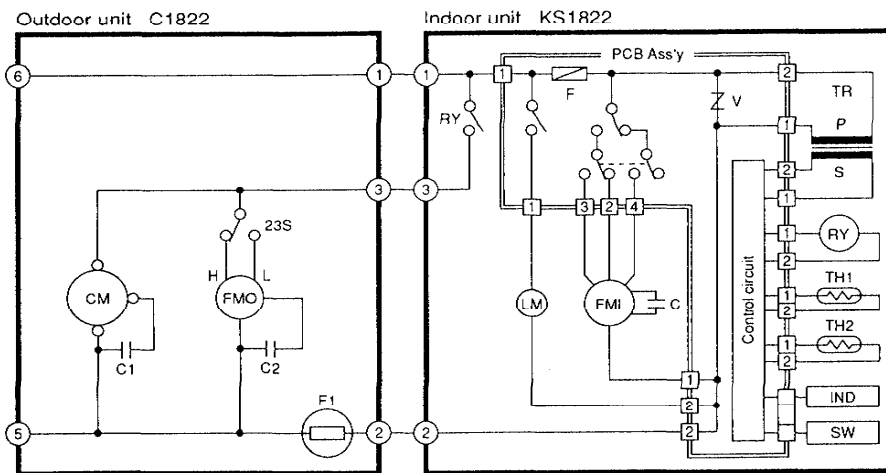 Outdoor unit C1822
Indoor unit KS1822
PCB Ass'y
6
1
1
1
F
2
TR
RY
V
1
P
2
S
3
3
1
3
2
4
1
23S
H
L
CM
FMO
C1
C2
LM
FMI
C
Control circuit
1
RY
2
TH1
1
2
TH2
1
2
1
2
IND
F1
5
2
2
2
SW